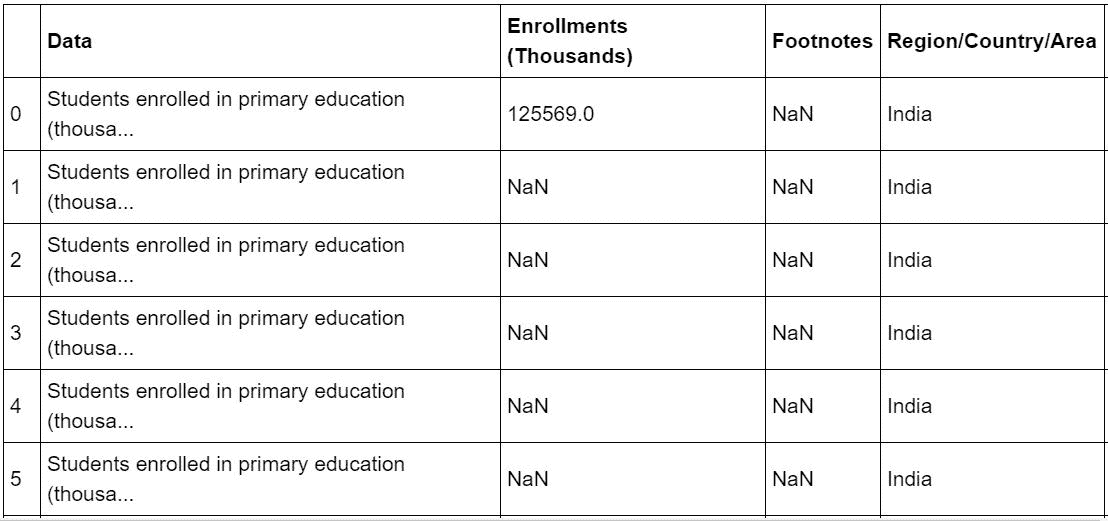 Data Enrollments (Thousands) Footnotes Region/Country/Area
0 Students enrolled in primary education (thousa... 125569.0 NaN India
1 Students enrolled in primary education (thousa... NaN NaN India
2 Students enrolled in primary education (thousa... NaN NaN India
3 Students enrolled in primary education (thousa... NaN NaN India
4 Students enrolled in primary education (thousa... NaN NaN India
5 Students enrolled in primary education (thousa... NaN NaN India